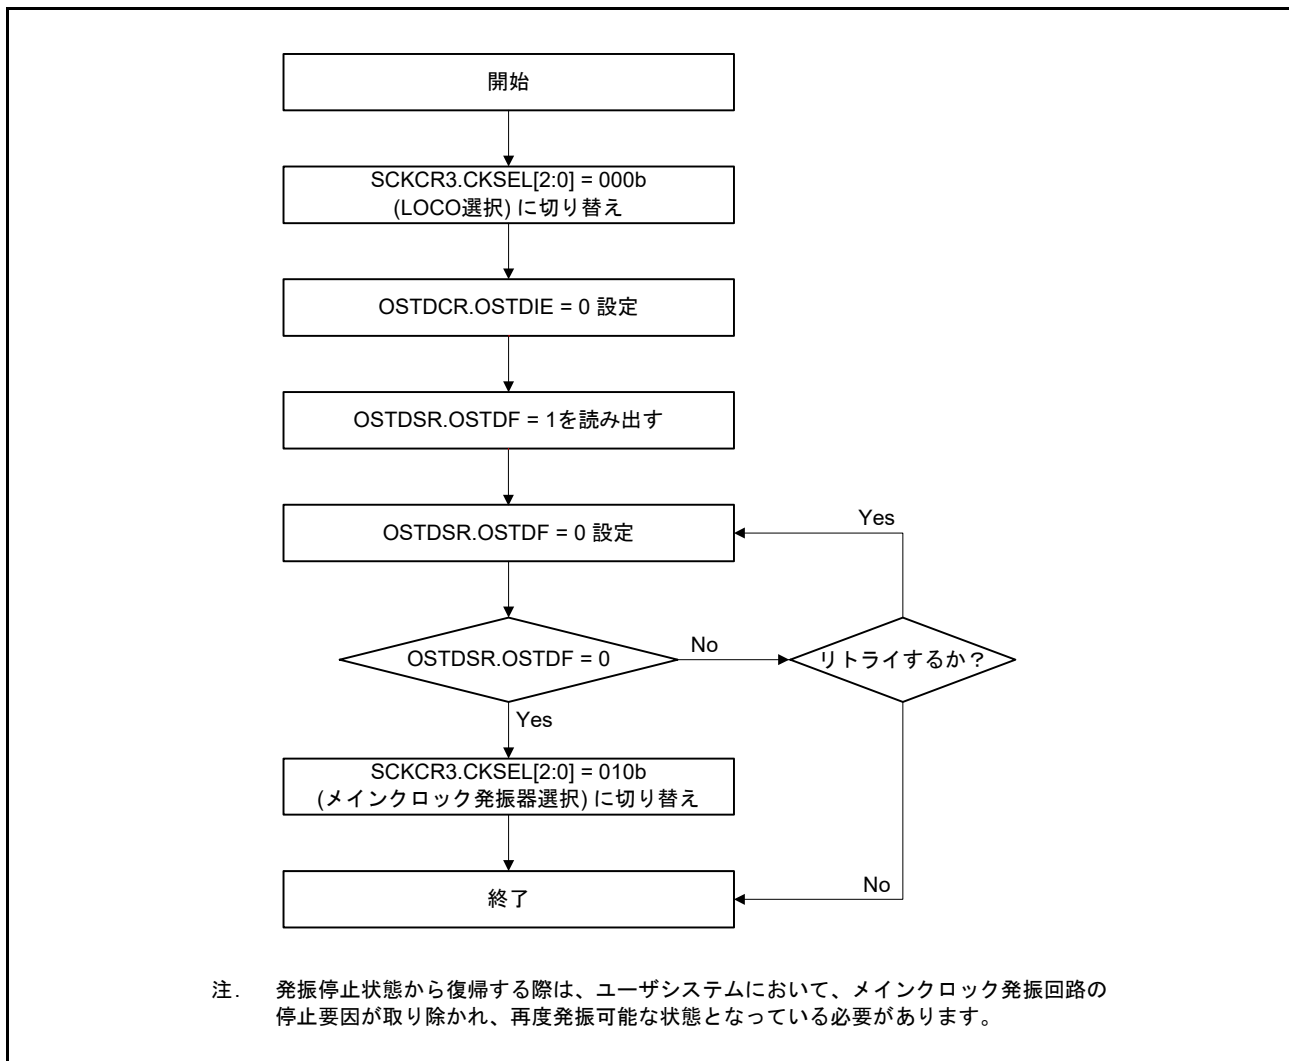 開始
SCKCR3.CKSEL[2:0] = 000b
(LOCO選択) に切り替え
OSTDCR.OSTDIE = 0 設定
OSTDSR.OSTDF = 1を読み出す
OSTDSR.OSTDF = 0 設定
Yes
OSTDSR.OSTDF = 0
No
リトライするか？
Yes
SCKCR3.CKSEL[2:0] = 010b
(メインクロック発振器選択) に切り替え
終了
No
注. 発振停止状態から復帰する際は、ユーザシステムにおいて、メインクロック発振回路の
停止要因が取り除かれ、再度発振可能な状態となっている必要があります。